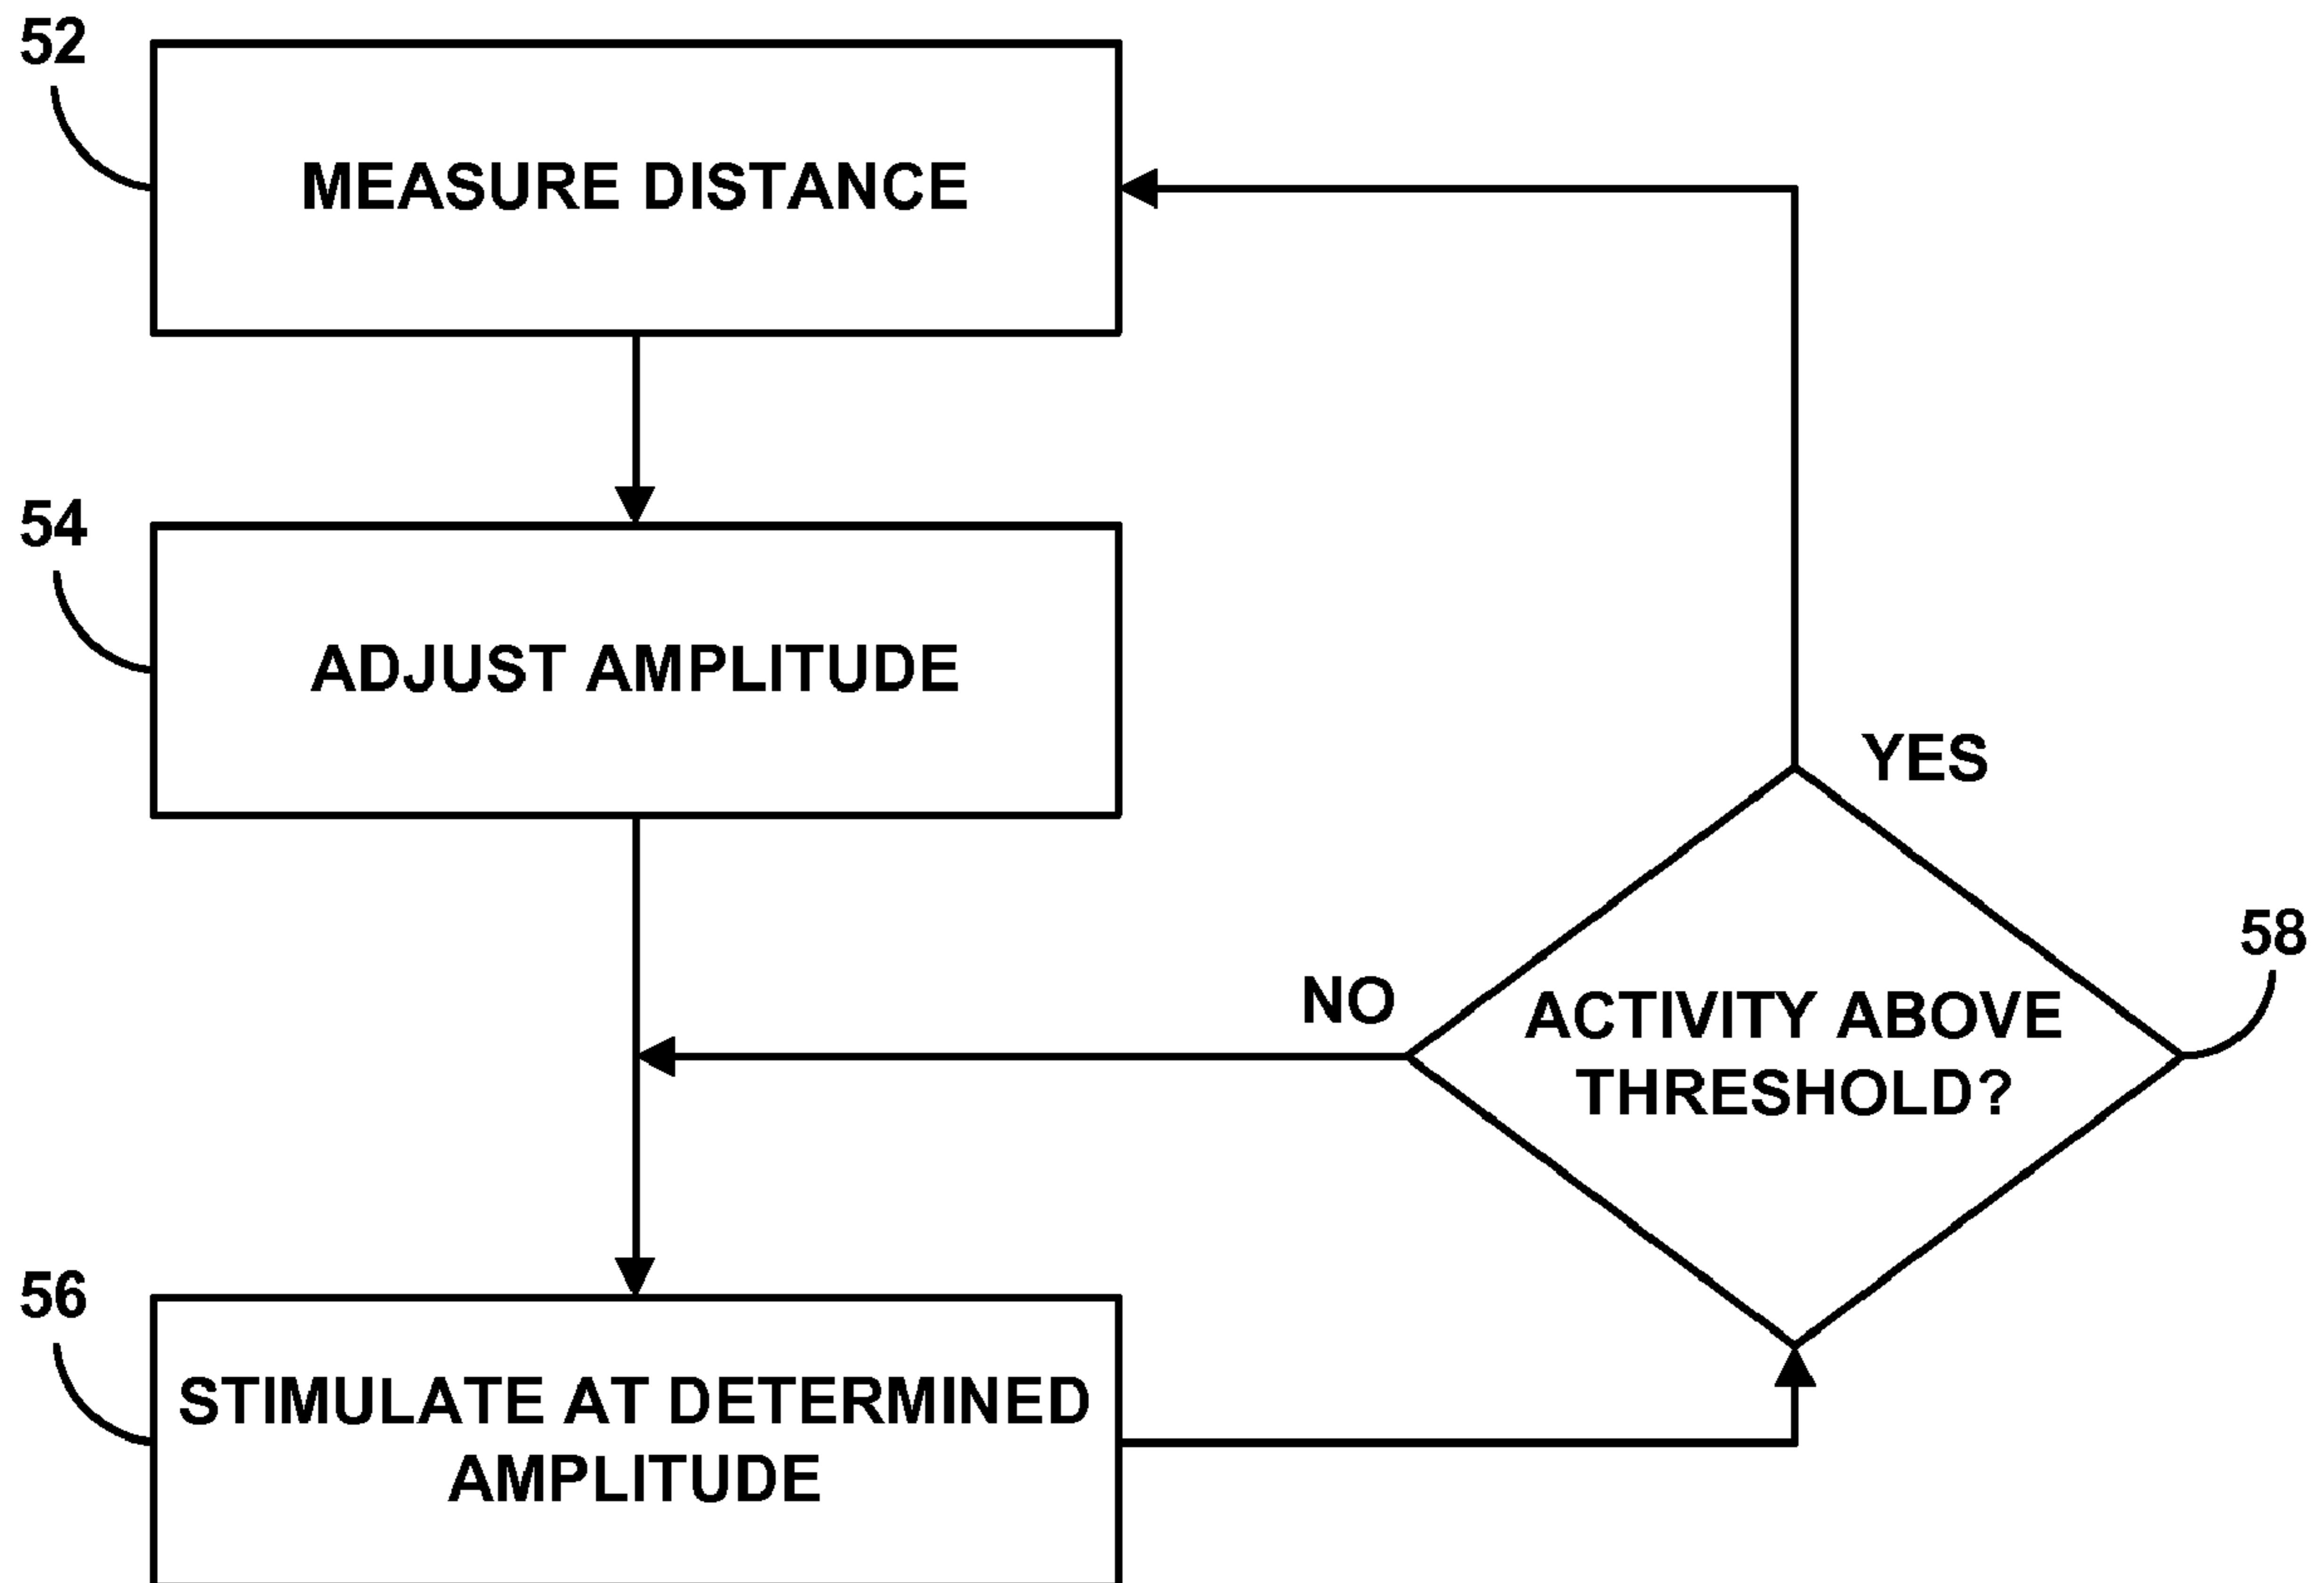 52
MEASURE DISTANCE
54
ADJUST AMPLITUDE
YES
58
NO
ACTIVITY ABOVE
THRESHOLD?
56
STIMULATE AT DETERMINED
AMPLITUDE